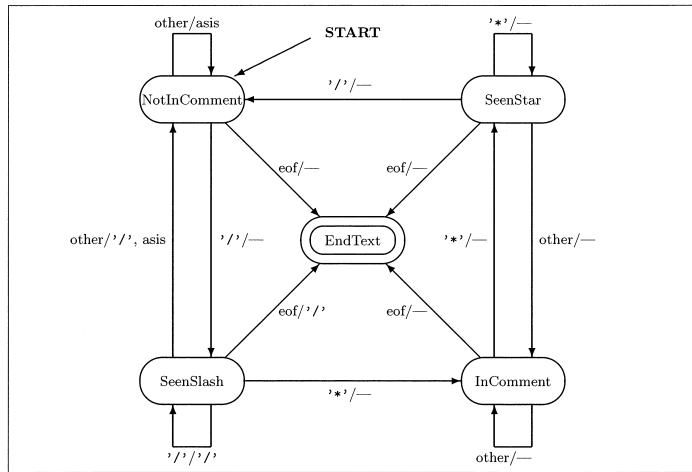 other/asis
START
'*'/—
NotInComment
'/'/—
SeenStar
eof/—
eof/—
other/'/', asis
'/'/—
EndText
'*'/—
other/—
eof/'/'
eof/—
SeenSlash
'*'/—
InComment
'/'/'/'
other/—